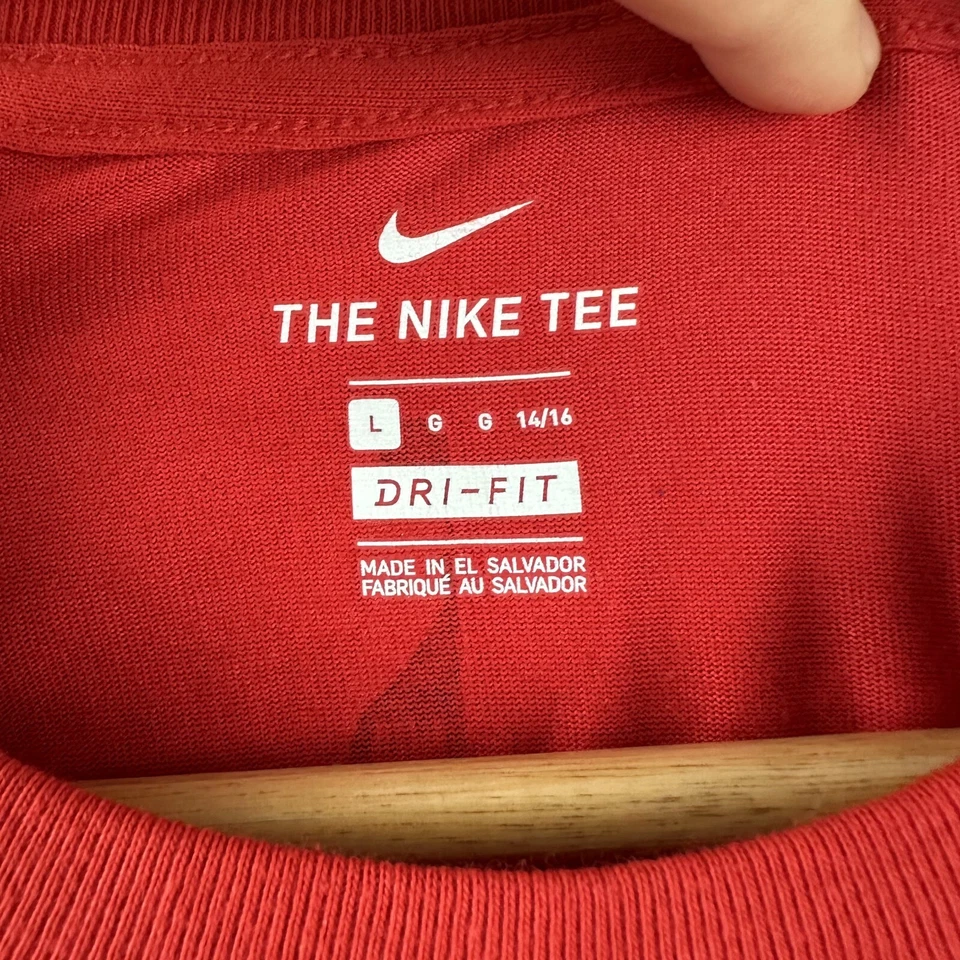 THE NIKE TEE
L G G 14/16
DRI-FIT
MADE IN EL SALVADOR
FABRIQUÉ AU SALVADOR